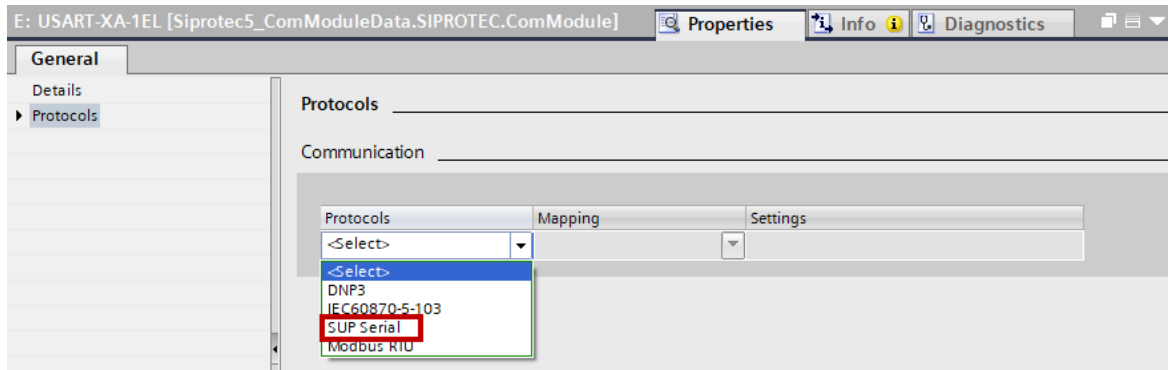 E: USART-XA-1EL [Siprotec5_ComModuleData.SIPROTEC.ComModule] Properties Info Diagnostics
General
Details
Protocols
Protocols
Communication
Protocols Mapping Settings
<Select>
<Select>
DNP3
IEC60870-5-103
SUP Serial
Modbus RTU